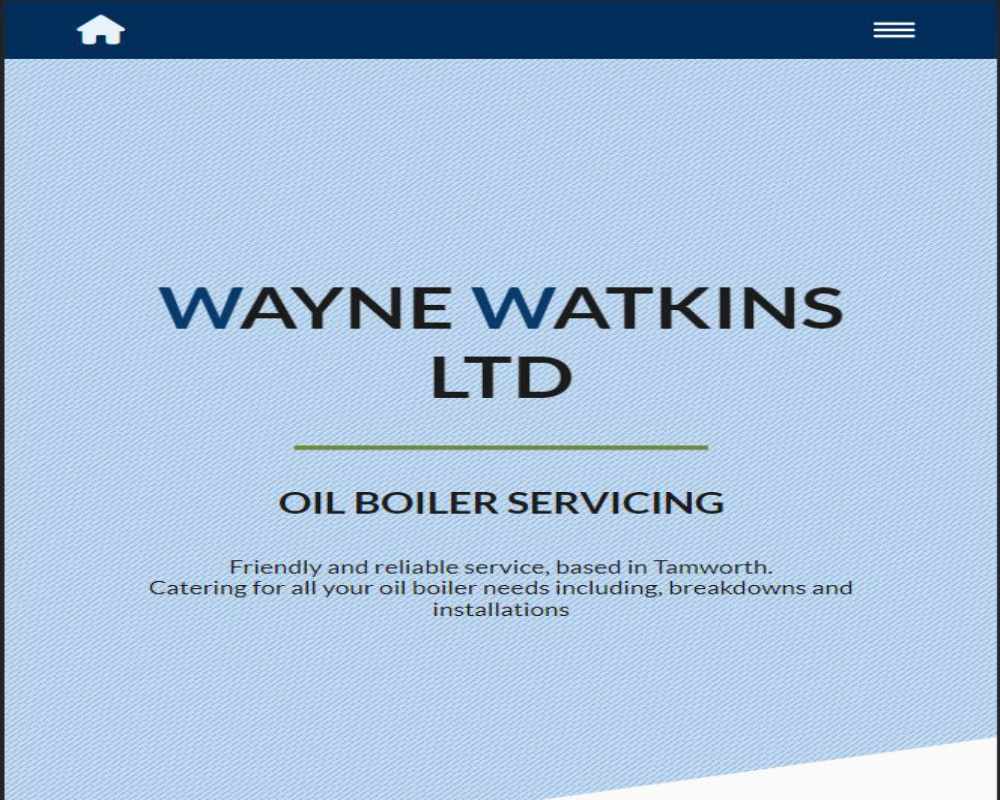 WAYNE WATKINS
LTD
OIL BOILER SERVICING
Friendly and reliable service, based in Tamworth.
Catering for all your oil boiler needs including, breakdowns and
installations